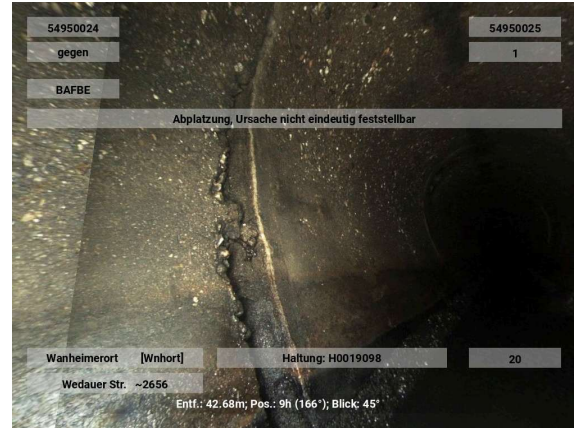 54950024
54950025
gegen
1
BAFBE
Abplatzung, Ursache nicht eindeutig feststellbar
Wanheimerort [Wnhort]
Haltung: H0019098
20
Wedauer Str. ~2656
Entf.: 42.68m; Pos.: 9h (166°); Blick: 45°